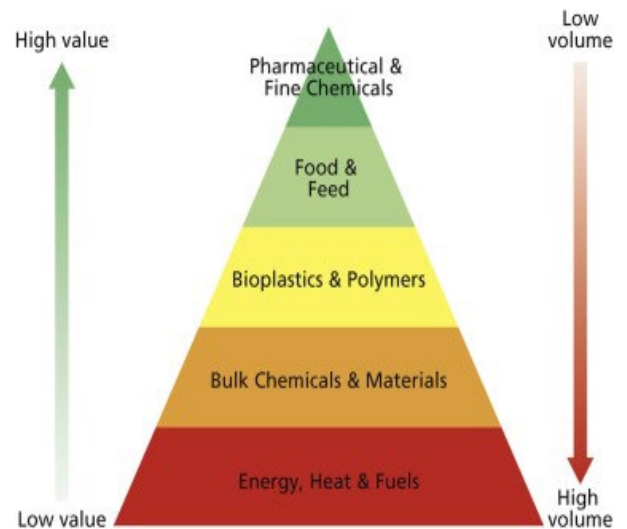 High value
Low
volume
Pharmaceutical &
Fine Chemicals
Food &
Feed
Bioplastics & Polymers
Bulk Chemicals & Materials
Energy, Heat & Fuels
Low value
High
volume